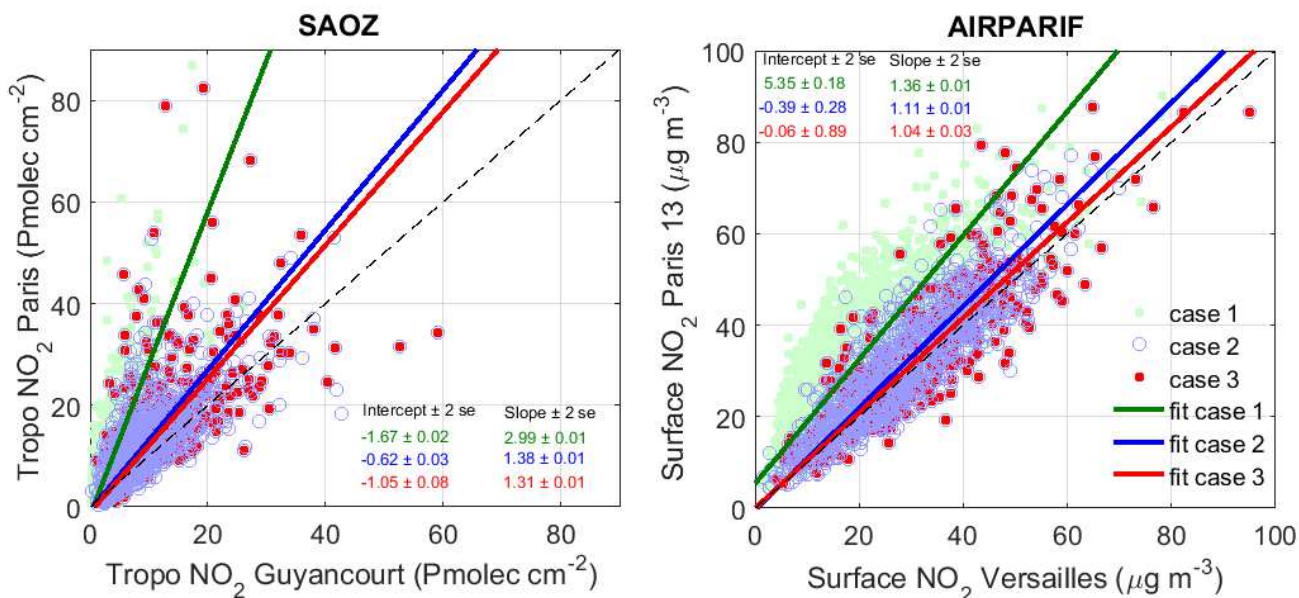 SAOZ
80
60
40
20
0
0 20 40 60 80
Tropo NO2 Paris (Pmolec cm-2)
Tropo NO2 Guyancourt (Pmolec cm-2)
Intercept ± 2 se Slope ± 2 se
-1.67 ± 0.02 2.99 ± 0.01
-0.62 ± 0.03 1.38 ± 0.01
-1.05 ± 0.08 1.31 ± 0.01
AIRPARIF
100
80
60
40
20
0
0 20 40 60 80 100
Surface NO2 Paris 13 (μg m-3)
Surface NO2 Versailles (μg m-3)
Intercept ± 2 se Slope ± 2 se
5.35 ± 0.18 1.36 ± 0.01
-0.39 ± 0.28 1.11 ± 0.01
-0.06 ± 0.89 1.04 ± 0.03
case 1
case 2
case 3
fit case 1
fit case 2
fit case 3